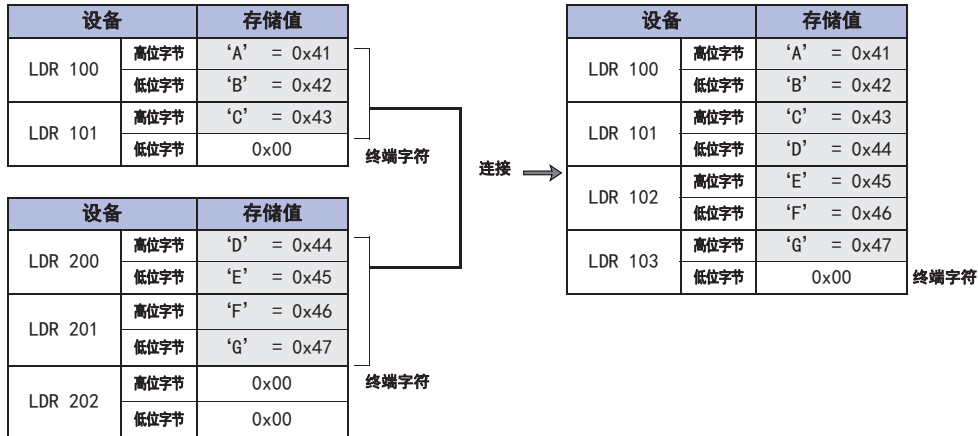 设备 存储值
LDR 100 高位字节 ‘A’ = 0x41
低位字节 ‘B’ = 0x42
LDR 101 高位字节 ‘C’ = 0x43
低位字节 0x00
终端字符
设备 存储值
LDR 200 高位字节 ‘D’ = 0x44
低位字节 ‘E’ = 0x45
LDR 201 高位字节 ‘F’ = 0x46
低位字节 ‘G’ = 0x47
LDR 202 高位字节 0x00
低位字节 0x00
终端字符
连接
设备 存储值
LDR 100 高位字节 ‘A’ = 0x41
低位字节 ‘B’ = 0x42
LDR 101 高位字节 ‘C’ = 0x43
低位字节 ‘D’ = 0x44
LDR 102 高位字节 ‘E’ = 0x45
低位字节 ‘F’ = 0x46
LDR 103 高位字节 ‘G’ = 0x47
低位字节 0x00
终端字符